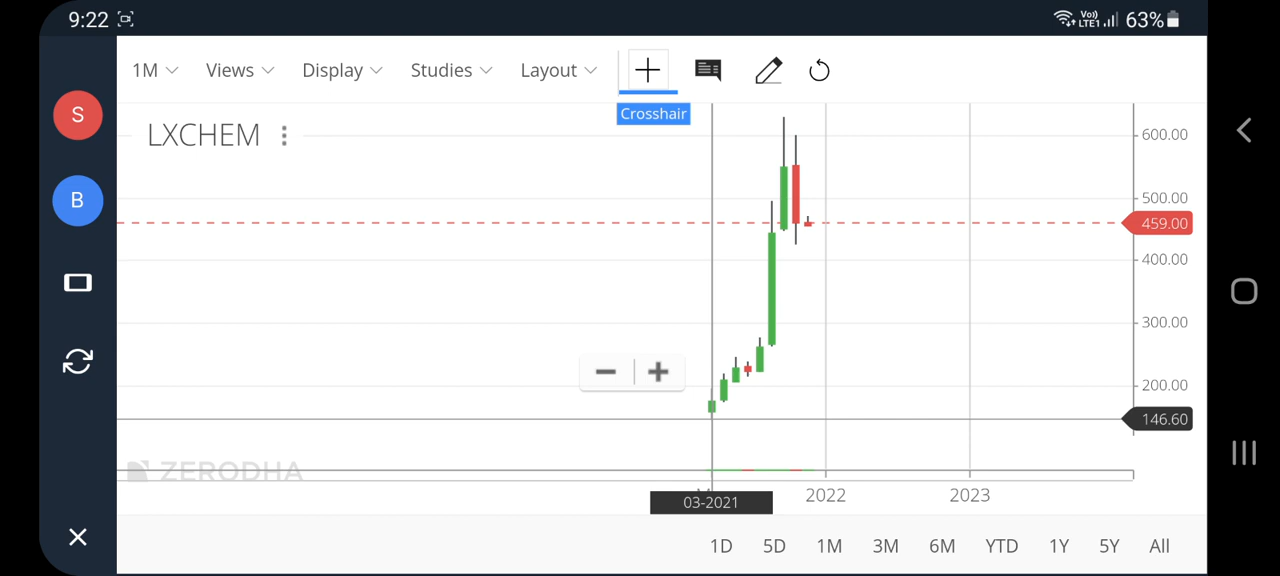 9:22 Vo)) LTE1 63%
1M Views Display Studies Layout
Crosshair
S
LXCHEM
B
600.00
500.00
459.00
400.00
300.00
200.00
146.60
ZERODHA
03-2021 2022 2023
1D 5D 1M 3M 6M YTD 1Y 5Y All